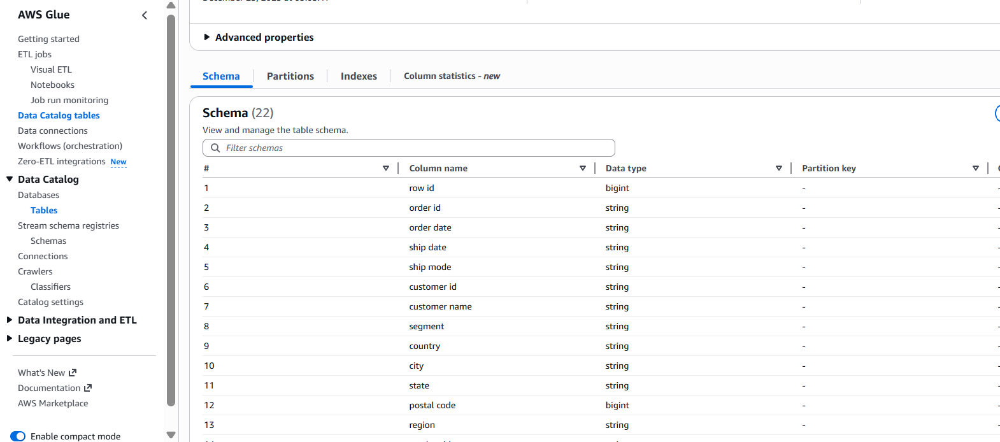 AWS Glue
Getting started
ETL jobs
Visual ETL
Notebooks
Job run monitoring
Data Catalog tables
Data connections
Workflows (orchestration)
Zero-ETL integrations New
Data Catalog
Databases
Tables
Stream schema registries
Schemas
Connections
Crawlers
Classifiers
Catalog settings
Data Integration and ETL
Legacy pages
What's New
Documentation
AWS Marketplace
Enable compact mode
Advanced properties
Schema Partitions Indexes Column statistics - new
Schema (22)
View and manage the table schema.
Filter schemas
# Column name Data type Partition key
1 row id bigint - -
2 order id string - -
3 order date string - -
4 ship date string - -
5 ship mode string - -
6 customer id string - -
7 customer name string - -
8 segment string - -
9 country string - -
10 city string - -
11 state string - -
12 postal code bigint - -
13 region string - -